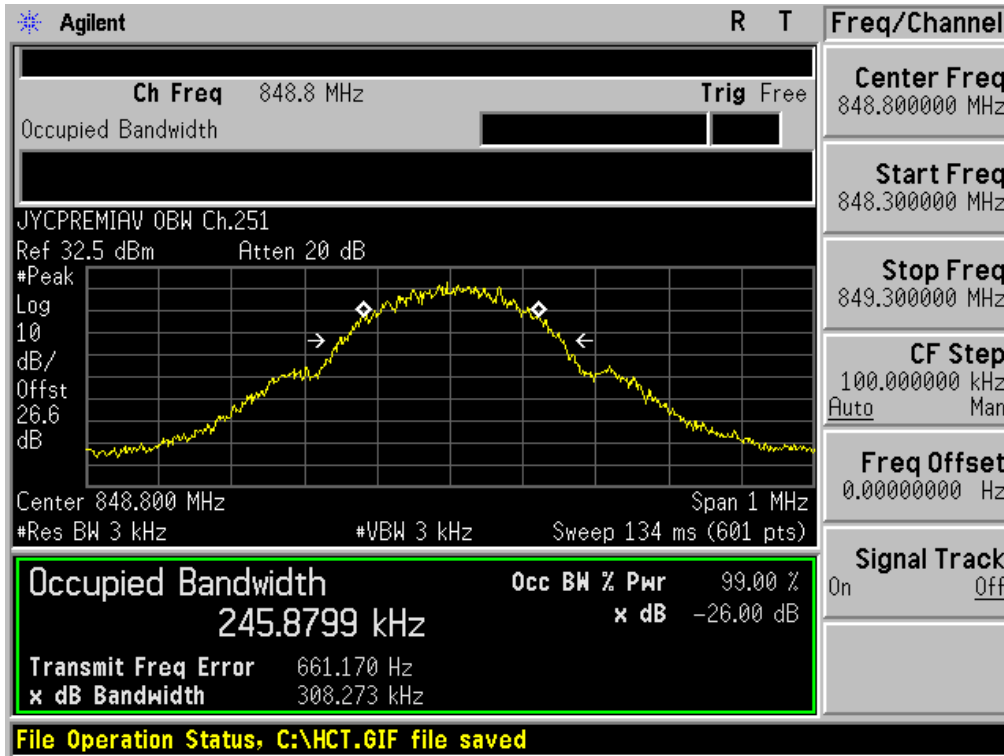 Agilent R T
Ch Freq 848.8 MHz Trig Free
Occupied Bandwidth
JYCPREMIAV OBW Ch.251
Ref 32.5 dBm Atten 20 dB
#Peak
Log
10
dB/
Offst
26.6
dB
Center 848.800 MHz Span 1 MHz
#Res BW 3 kHz #VBW 3 kHz Sweep 134 ms (601 pts)
Occupied Bandwidth Occ BW % Pwr 99.00 %
245.8799 kHz x dB -26.00 dB
Transmit Freq Error 661.170 Hz
x dB Bandwidth 308.273 kHz
File Operation Status, C:\HCT.GIF file saved
Freq/Channel
Center Freq
848.800000 MHz
Start Freq
848.300000 MHz
Stop Freq
849.300000 MHz
CF Step
100.000000 kHz
Auto Man
Freq Offset
0.00000000 Hz
Signal Track
On Off